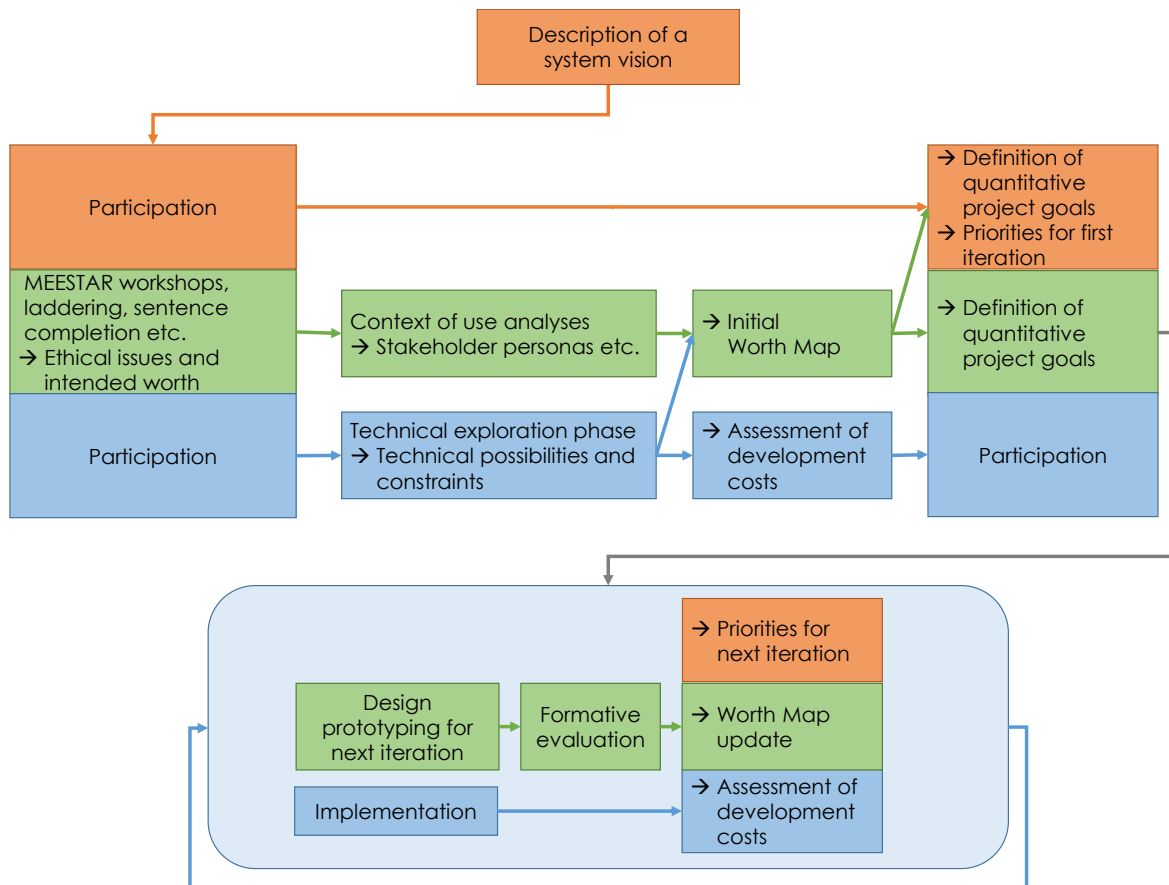 Description of a
system vision
Participation
→ Definition of
quantitative
project goals
→ Priorities for first
iteration
MEESTAR workshops,
laddering, sentence
completion etc.
→ Ethical issues and
intended worth
Context of use analyses
→ Stakeholder personas etc.
→ Initial
Worth Map
→ Definition of
quantitative
project goals
Participation
Technical exploration phase
→ Technical possibilities and
constraints
→ Assessment of
development
costs
Participation
→ Priorities for
next iteration
Design
prototyping for
next iteration
Formative
evaluation
→ Worth Map
update
Implementation
→ Assessment of
development
costs